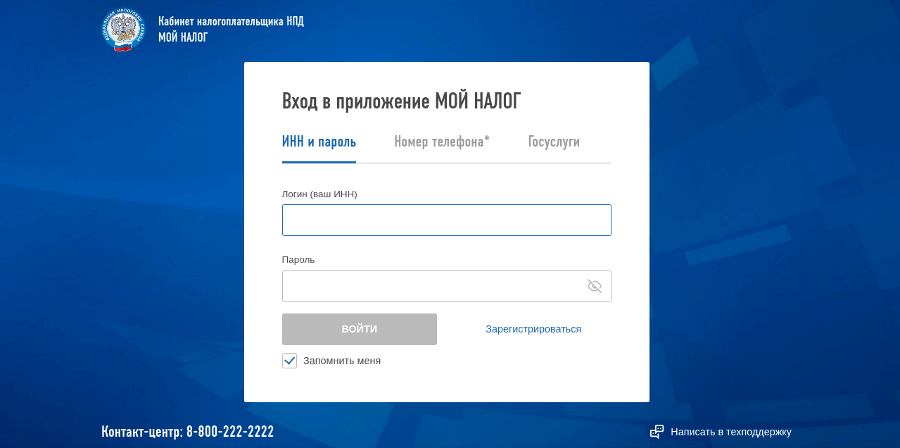 Кабинет налогоплательщика НПД
МОЙ НАЛОГ
Вход в приложение МОЙ НАЛОГ
ИНН и пароль Номер телефона* Госуслуги
Логин (ваш ИНН)
Пароль
ВОЙТИ Зарегистрироваться
Запомнить меня
Контакт-центр: 8-800-222-2222 Написать в техподдержку